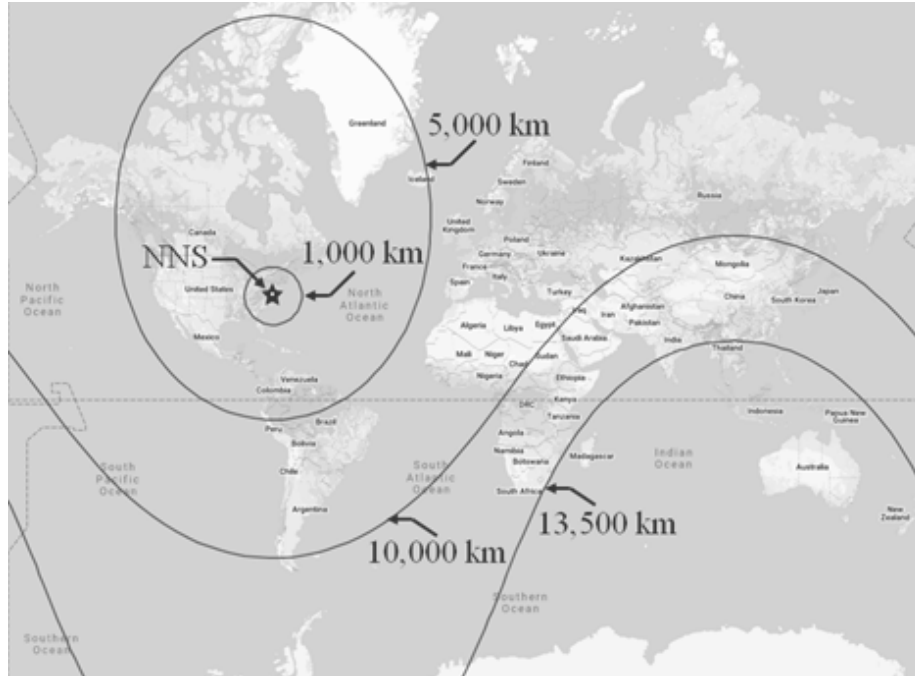 Greenland
5,000 km
Iceland
Finland
Sweden
Norway
Russia
Canada
United
Kingdom
Poland
Germany
Ukraine
France
Italy
Spain
Turkey
Kazakhstan
Mongolia
NNS
1,000 km
North
Pacific
Ocean
United States
North
Atlantic
Ocean
Mexico
Algeria
Libya
Egypt
Iraq
Iran
Afghanistan
Pakistan
Saudi Arabia
China
South Korea
Japan
India
Thailand
Mali
Niger
Chad
Sudan
Nigeria
Ethiopia
Venezuela
Colombia
DRC
Kenya
Tanzania
Indonesia
Papua New
Guinea
Peru
Brazil
Bolivia
Angola
Namibia
Botswana
Madagascar
South
Pacific
Ocean
Chile
South
Atlantic
Ocean
Indian
Ocean
Australia
South Africa
Argentina
New
Zealand
10,000 km
13,500 km
Southern
Ocean
Southern
Ocean